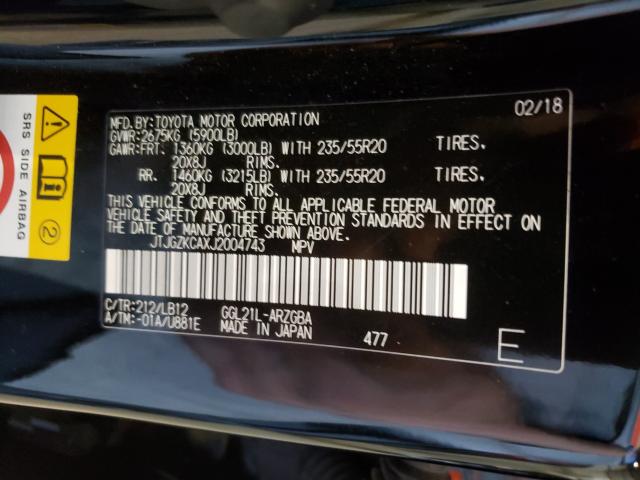 MFD. BY: TOYOTA MOTOR CORPORATION 02/18
GVWR: 2675KG (5900LB)
GAWR: FRT. 1360KG (3000LB) WITH 235/55R20 TIRES.
20X8J RIMS.
RR. 1460KG (3215LB) WITH 235/55R20 TIRES.
20X8J RIMS.
THIS VEHICLE CONFORMS TO ALL APPLICABLE FEDERAL MOTOR
VEHICLE SAFETY AND THEFT PREVENTION STANDARDS IN EFFECT ON
THE DATE OF MANUFACTURE SHOWN ABOVE.
JTJGZKCAXJ2004743 MPV
C/TR: 212/LB12 GGL21L-ARZGBA
A/TM: -01A/U881E MADE IN JAPAN 477 E
SRS SIDE AIRBAG
2